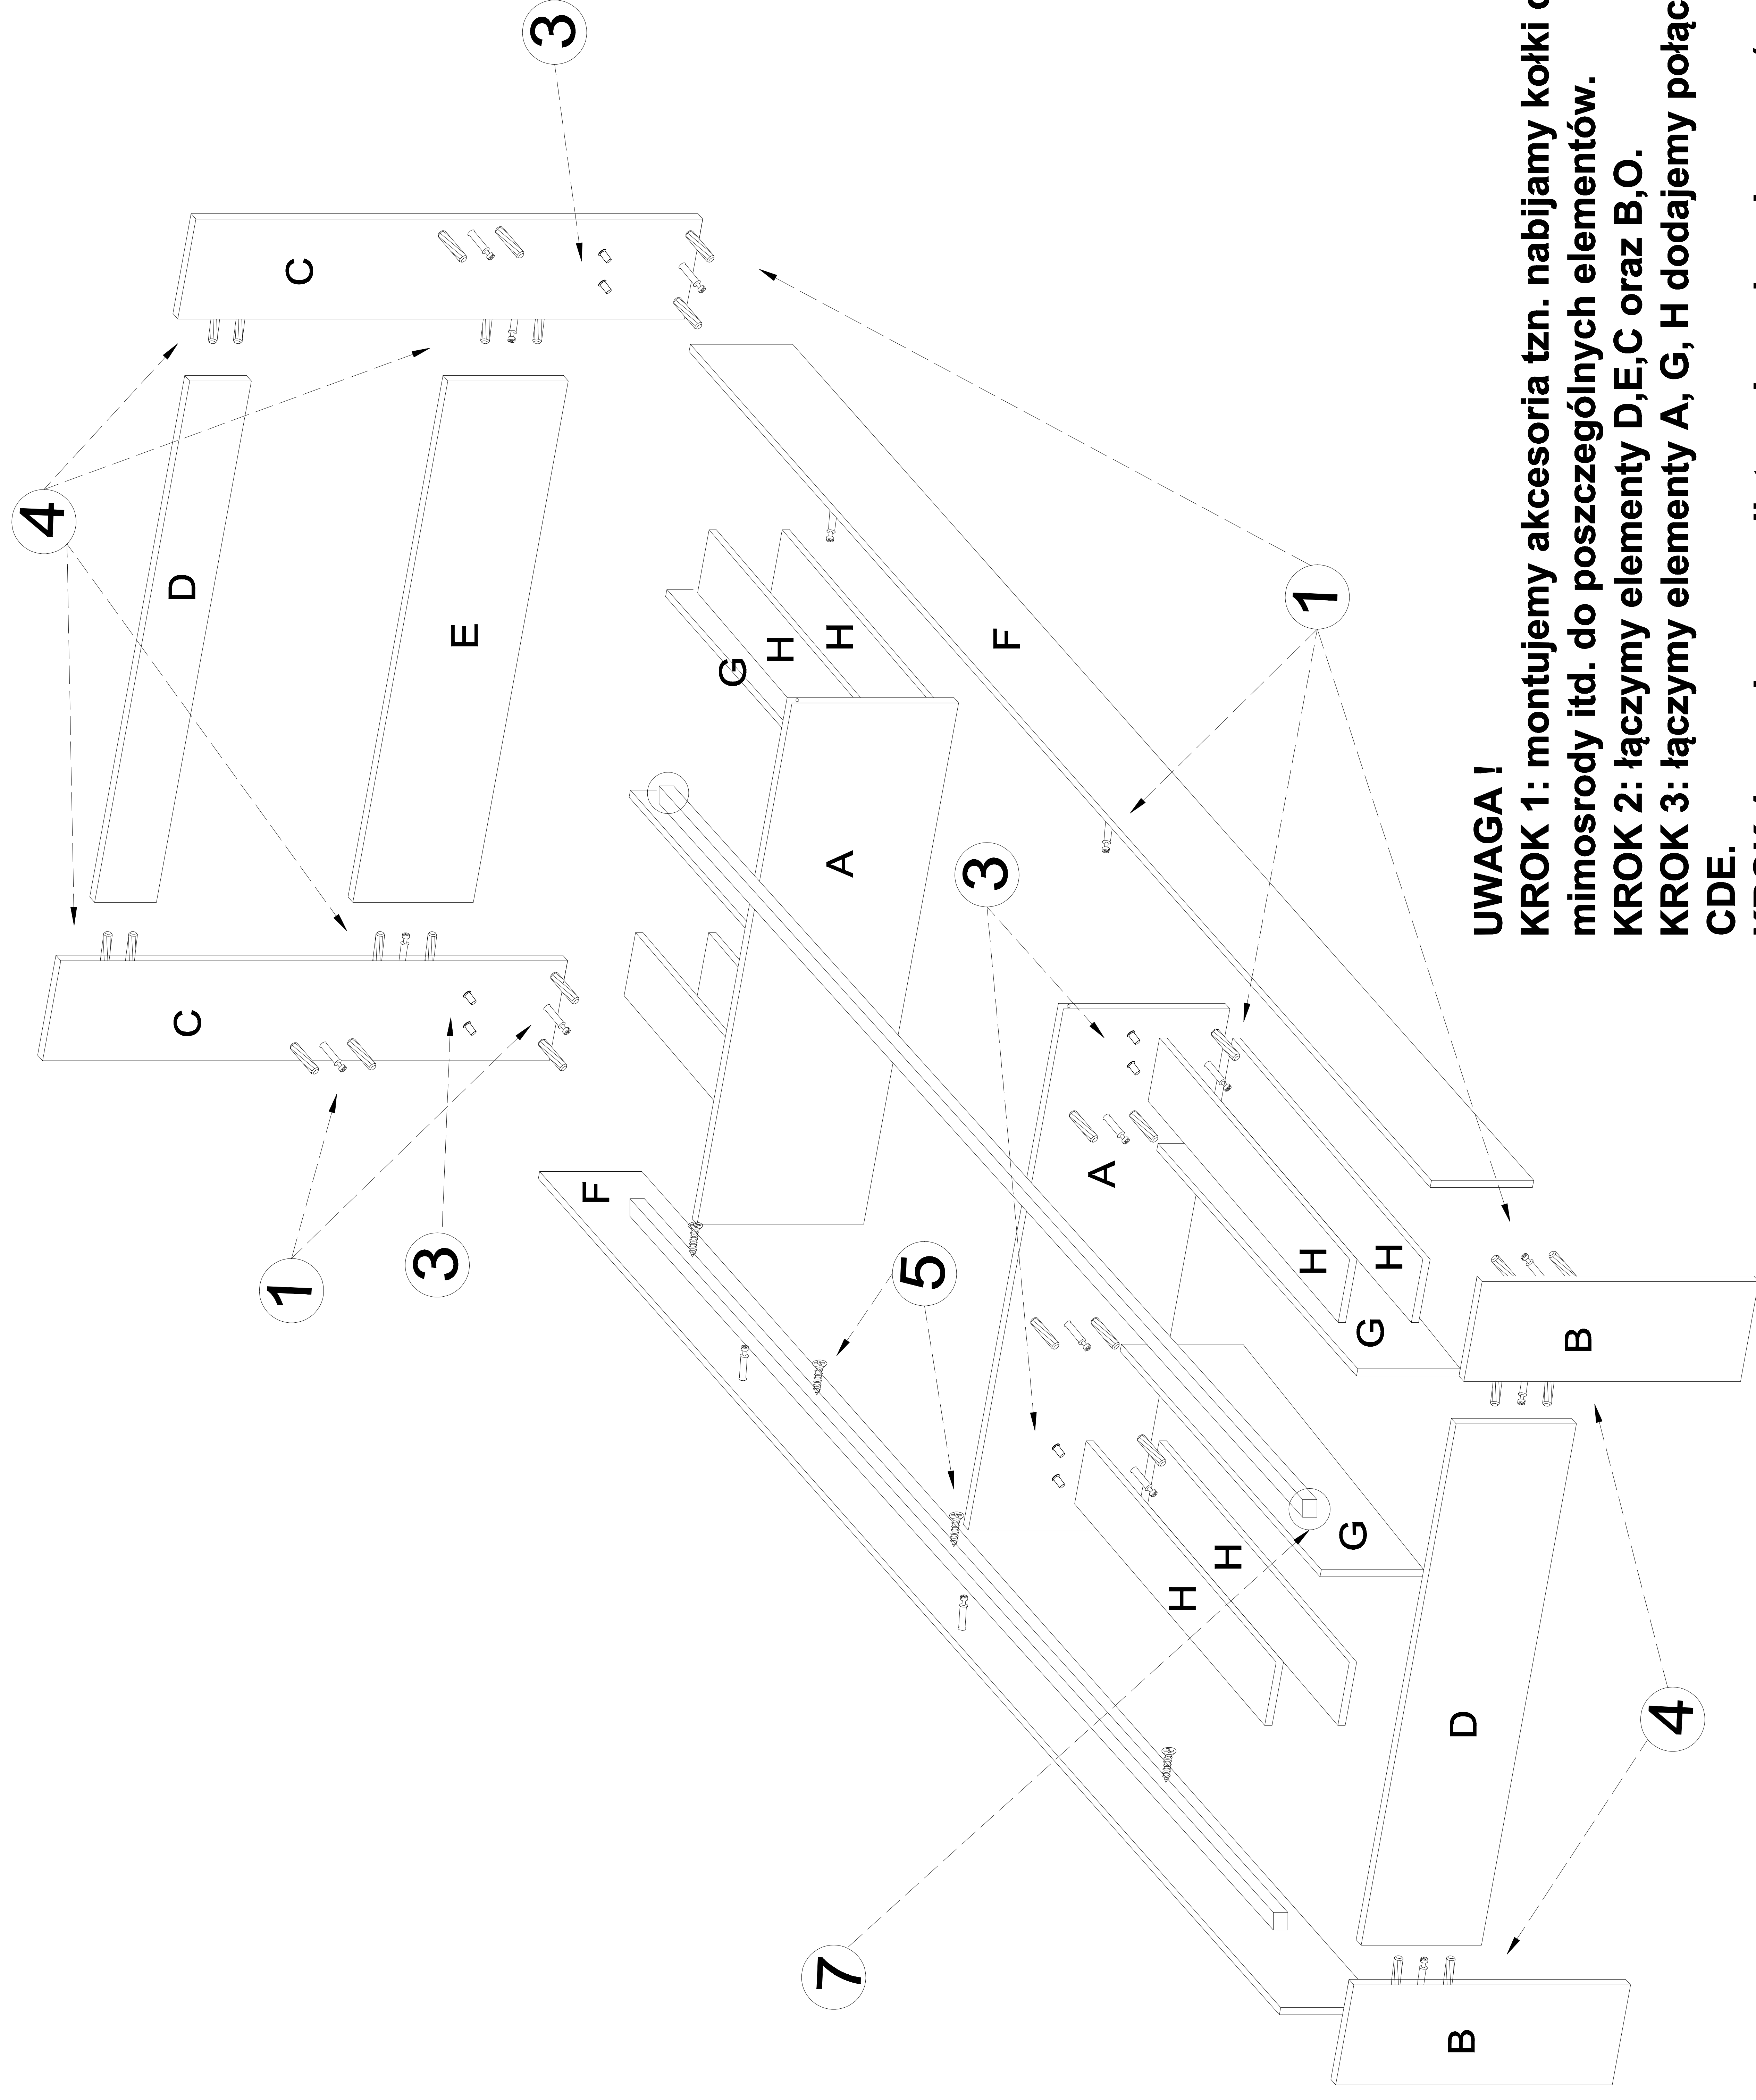 4
D
C
C
1
3
E
3
F
G
H
H
7
A
5
3
F
A
H
H
H
1
G
G
H
B
D
B
4
UWAGA !
KROK 1: montujemy akcesoria tzn. nabijamy kołki
mimosrody itd. do poszczególnych elementów.
KROK 2: łączymy elementy D,E,C oraz B,O.
KROK 3: łączymy elementy A, G, H dodajemy
CDE.